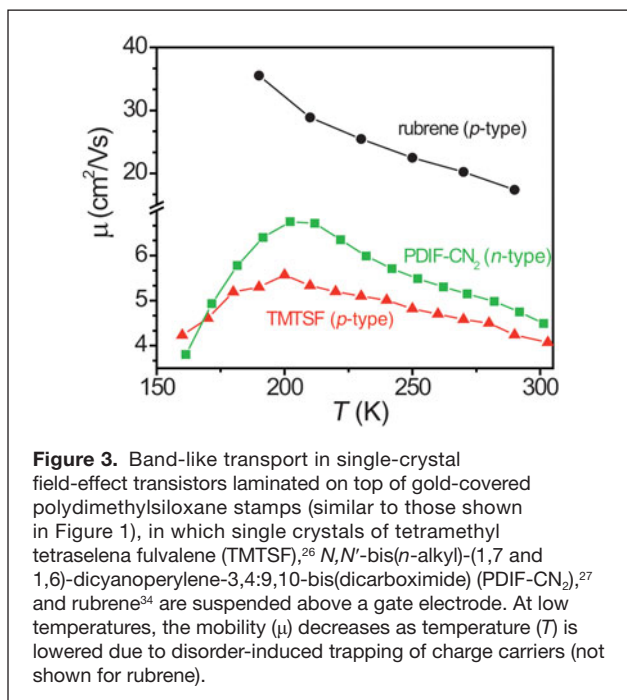 40
30
20
6
5
4
μ (cm²/Vs)
rubrene (p-type)
PDIF-CN₂ (n-type)
TMTSF (p-type)
150 200 250 300
T (K)
Figure 3. Band-like transport in single-crystal
field-effect transistors laminated on top of gold-covered
polydimethylsiloxane stamps (similar to those shown
in Figure 1), in which single crystals of tetramethyl
tetraselena fulvalene (TMTSF),²⁶ N,N′-bis(n-alkyl)-(1,7 and
1,6)-dicyanoperylene-3,4:9,10-bis(dicarboximide) (PDIF-CN₂),²⁷
and rubrene³⁴ are suspended above a gate electrode. At low
temperatures, the mobility (μ) decreases as temperature (T) is
lowered due to disorder-induced trapping of charge carriers (not
shown for rubrene).